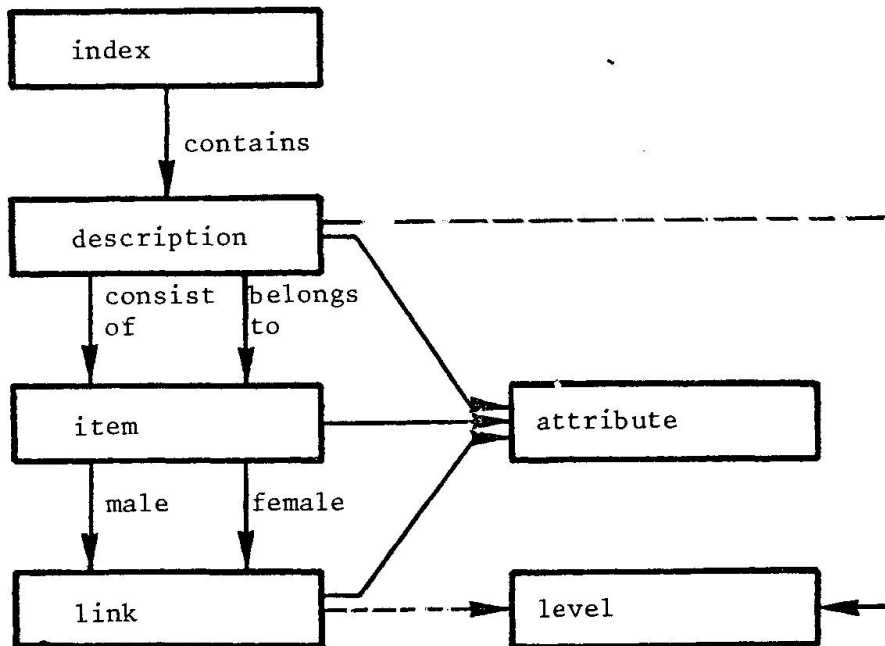 index
contains
description
consist
of
belongs
to
item
attribute
male
female
link
level